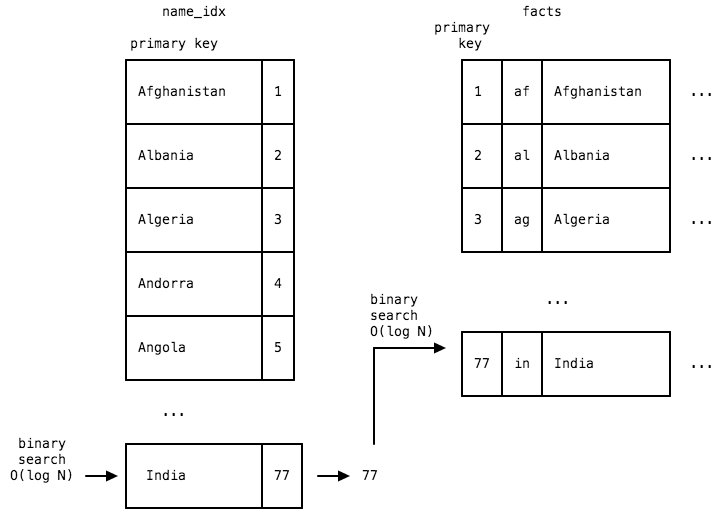 name_idx
primary key
Afghanistan 1
Albania 2
Algeria 3
Andorra 4
Angola 5
...
binary
search
O(log N)
India 77
77
binary
search
O(log N)
facts
primary
key
1 af Afghanistan ...
2 al Albania ...
3 ag Algeria ...
...
77 in India ...